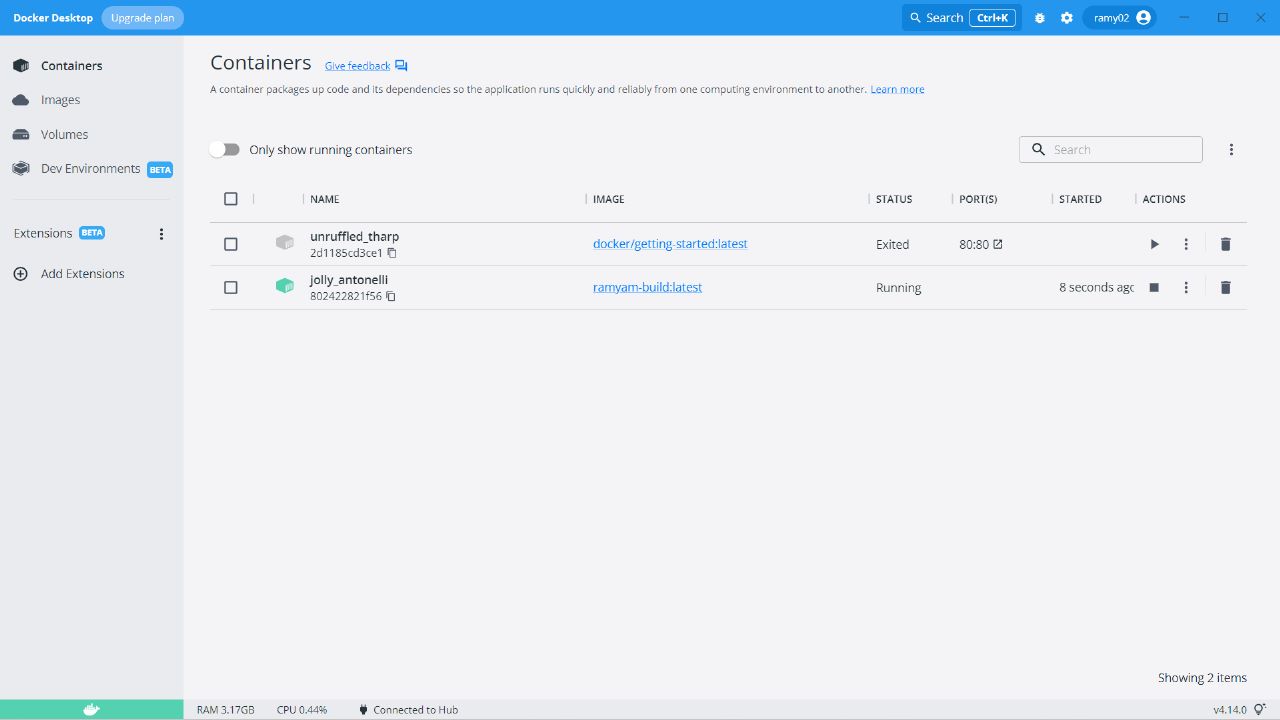 Docker Desktop Upgrade plan Search Ctrl+K ramy02
Containers
Images
Volumes
Dev Environments BETA
Extensions BETA
Add Extensions
Containers Give feedback
A container packages up code and its dependencies so the application runs quickly and reliably from one computing environment to another. Learn more
Only show running containers Search
NAME IMAGE STATUS PORT(S) STARTED ACTIONS
unruffled_tharp docker/getting-started:latest Exited 80:80
2d1185cd3ce1
jolly_antonelli ramyam-build:latest Running 8 seconds agc
802422821f56
Showing 2 items
RAM 3.17GB CPU 0.44% Connected to Hub v4.14.0